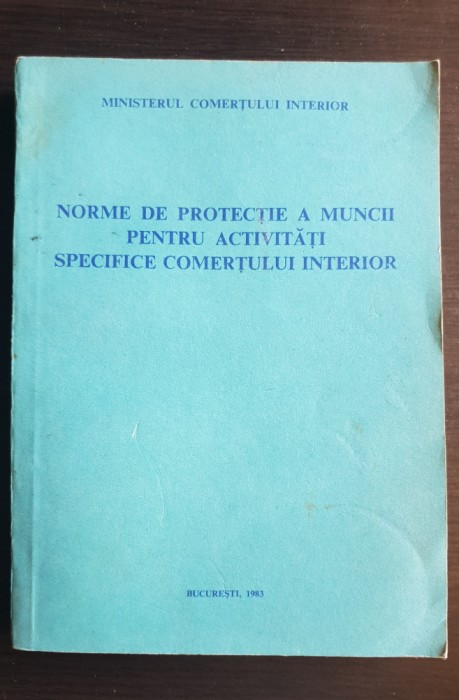 MINISTERUL COMERȚULUI INTERIOR
NORME DE PROTECȚIE A MUNCII
PENTRU ACTIVITĂȚI
SPECIFICE COMERȚULUI INTERIOR
BUCUREȘTI, 1983